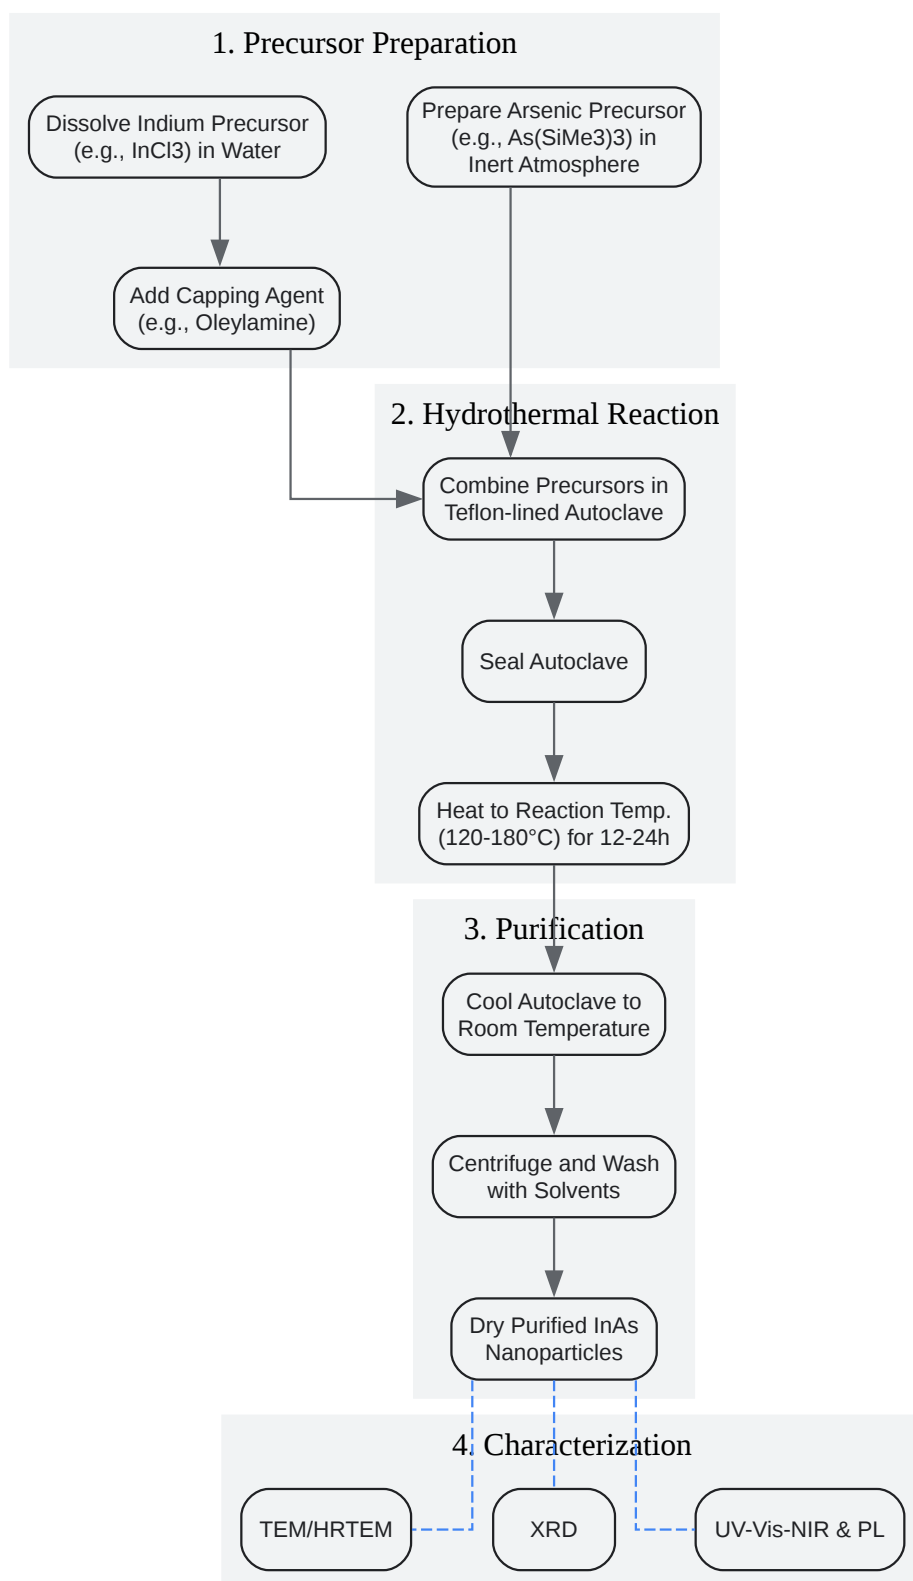 1. Precursor Preparation
Dissolve Indium Precursor
(e.g., InCl3) in Water
Prepare Arsenic Precursor
(e.g., As(SiMe3)3) in
Inert Atmosphere
Add Capping Agent
(e.g., Oleylamine)
2. Hydrothermal Reaction
Combine Precursors in
Teflon-lined Autoclave
Seal Autoclave
Heat to Reaction Temp.
(120-180°C) for 12-24h
3. Purification
Cool Autoclave to
Room Temperature
Centrifuge and Wash
with Solvents
Dry Purified InAs
Nanoparticles
4. Characterization
TEM/HRTEM
XRD
UV-Vis-NIR & PL